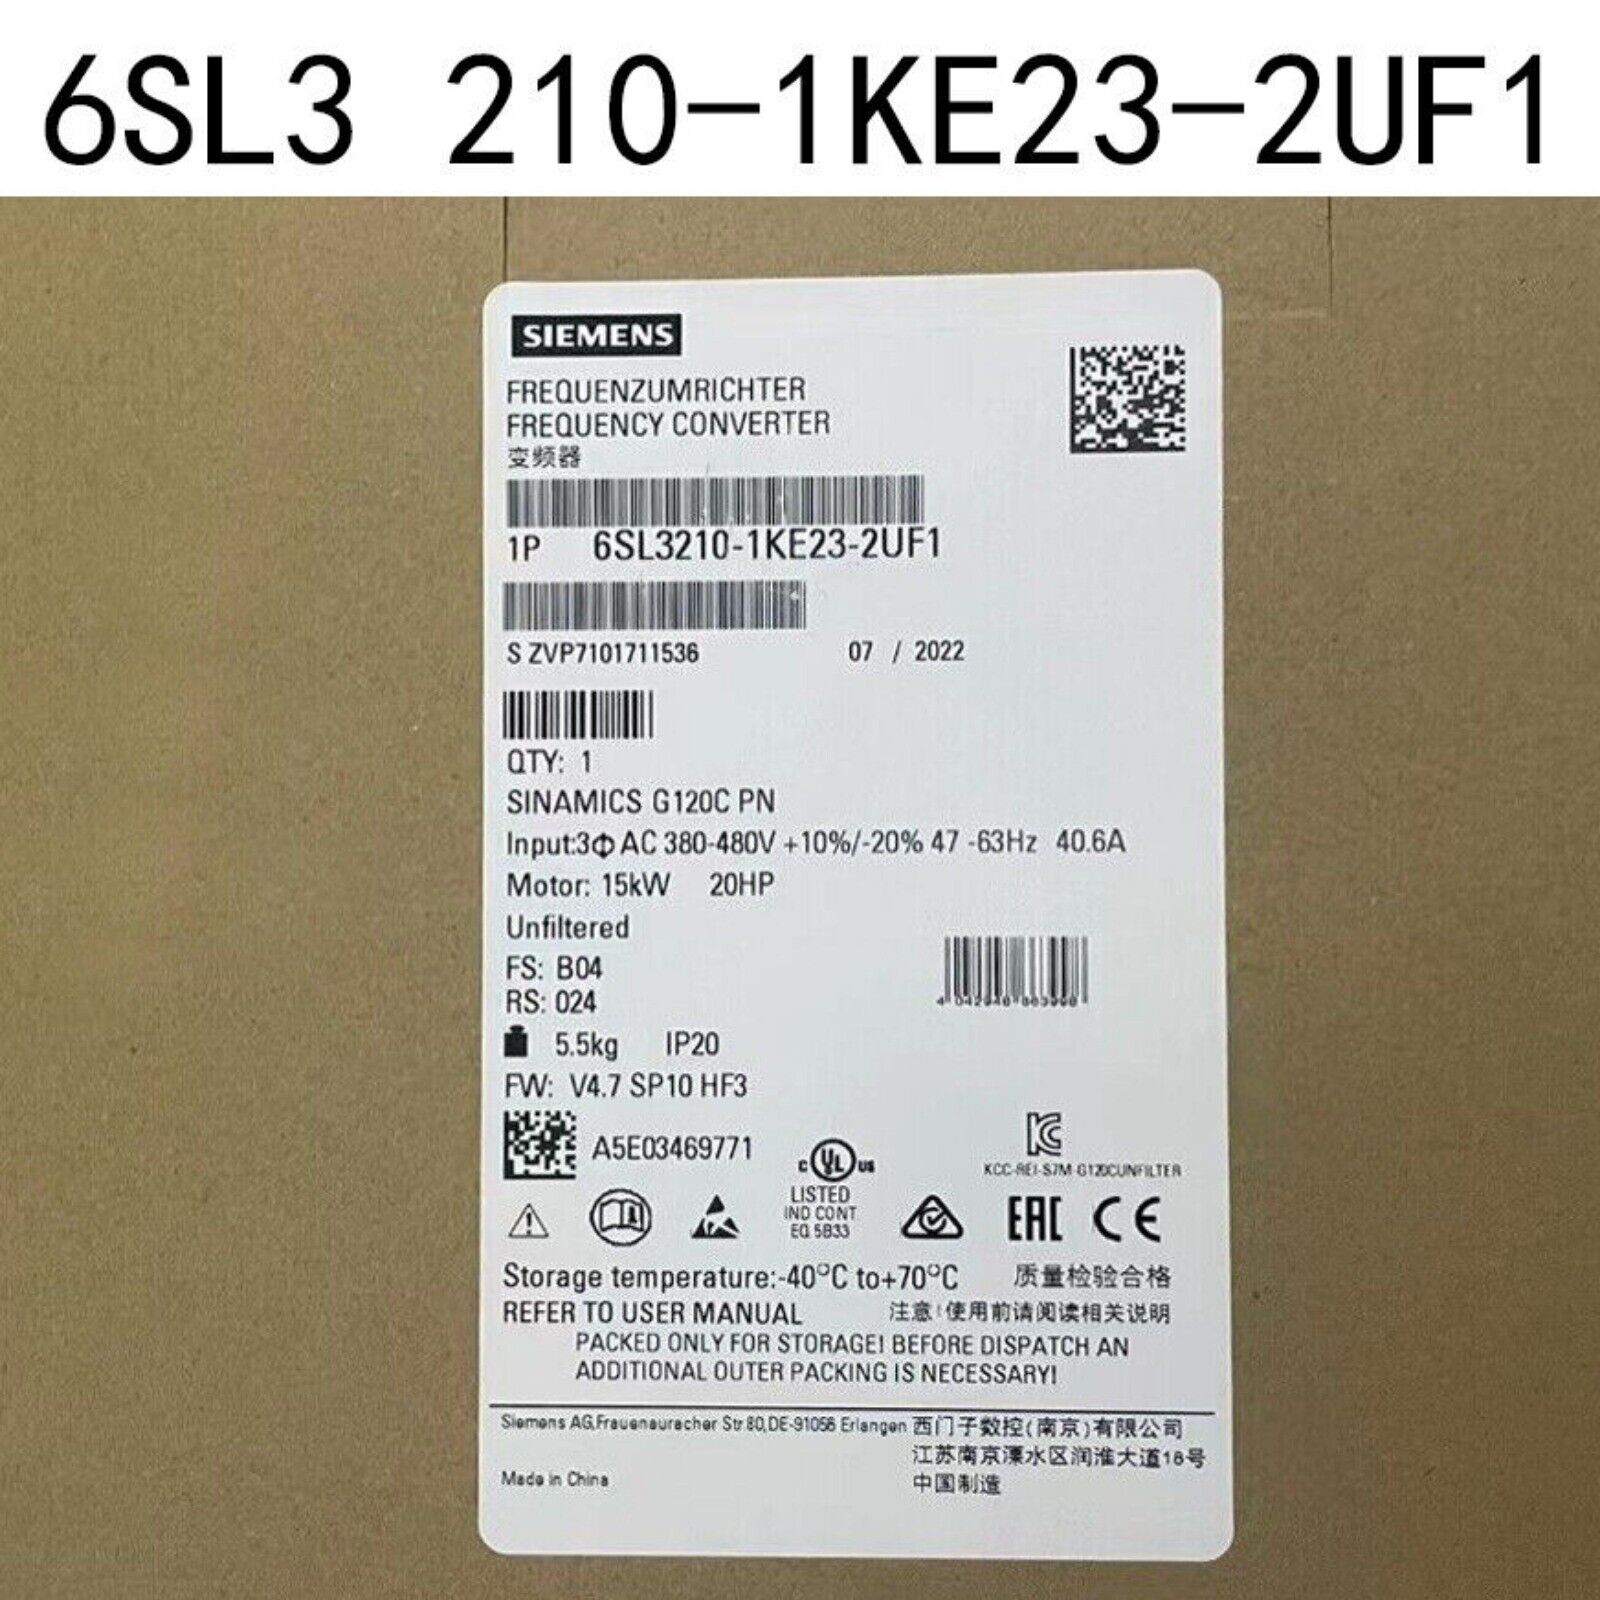 6SL3 210-1KE23-2UF1
SIEMENS
FREQUENZUMRICHTER
FREQUENCY CONVERTER
变频器
1P 6SL3210-1KE23-2UF1
S ZVP7101711536 07 / 2022
QTY: 1
SINAMICS G120C PN
Input:3Φ AC 380-480V +10%/-20% 47 -63Hz 40.6A
Motor: 15kW 20HP
Unfiltered
FS: B04
RS: 024
5.5kg IP20
FW: V4.7 SP10 HF3
A5E03469771
c UL us
LISTED
IND CONT
EQ 5B33
KCC-REI-S7M-G120CUNFILTER
EAC CE
Storage temperature:-40°C to+70°C 质量检验合格
REFER TO USER MANUAL 注意!使用前请阅读相关说明
PACKED ONLY FOR STORAGE! BEFORE DISPATCH AN
ADDITIONAL OUTER PACKING IS NECESSARY!
Siemens AG,Frauenauracher Str 80,DE-91056 Erlangen 西门子数控(南京)有限公司
江苏南京溧水区润淮大道18号
Made in China 中国制造